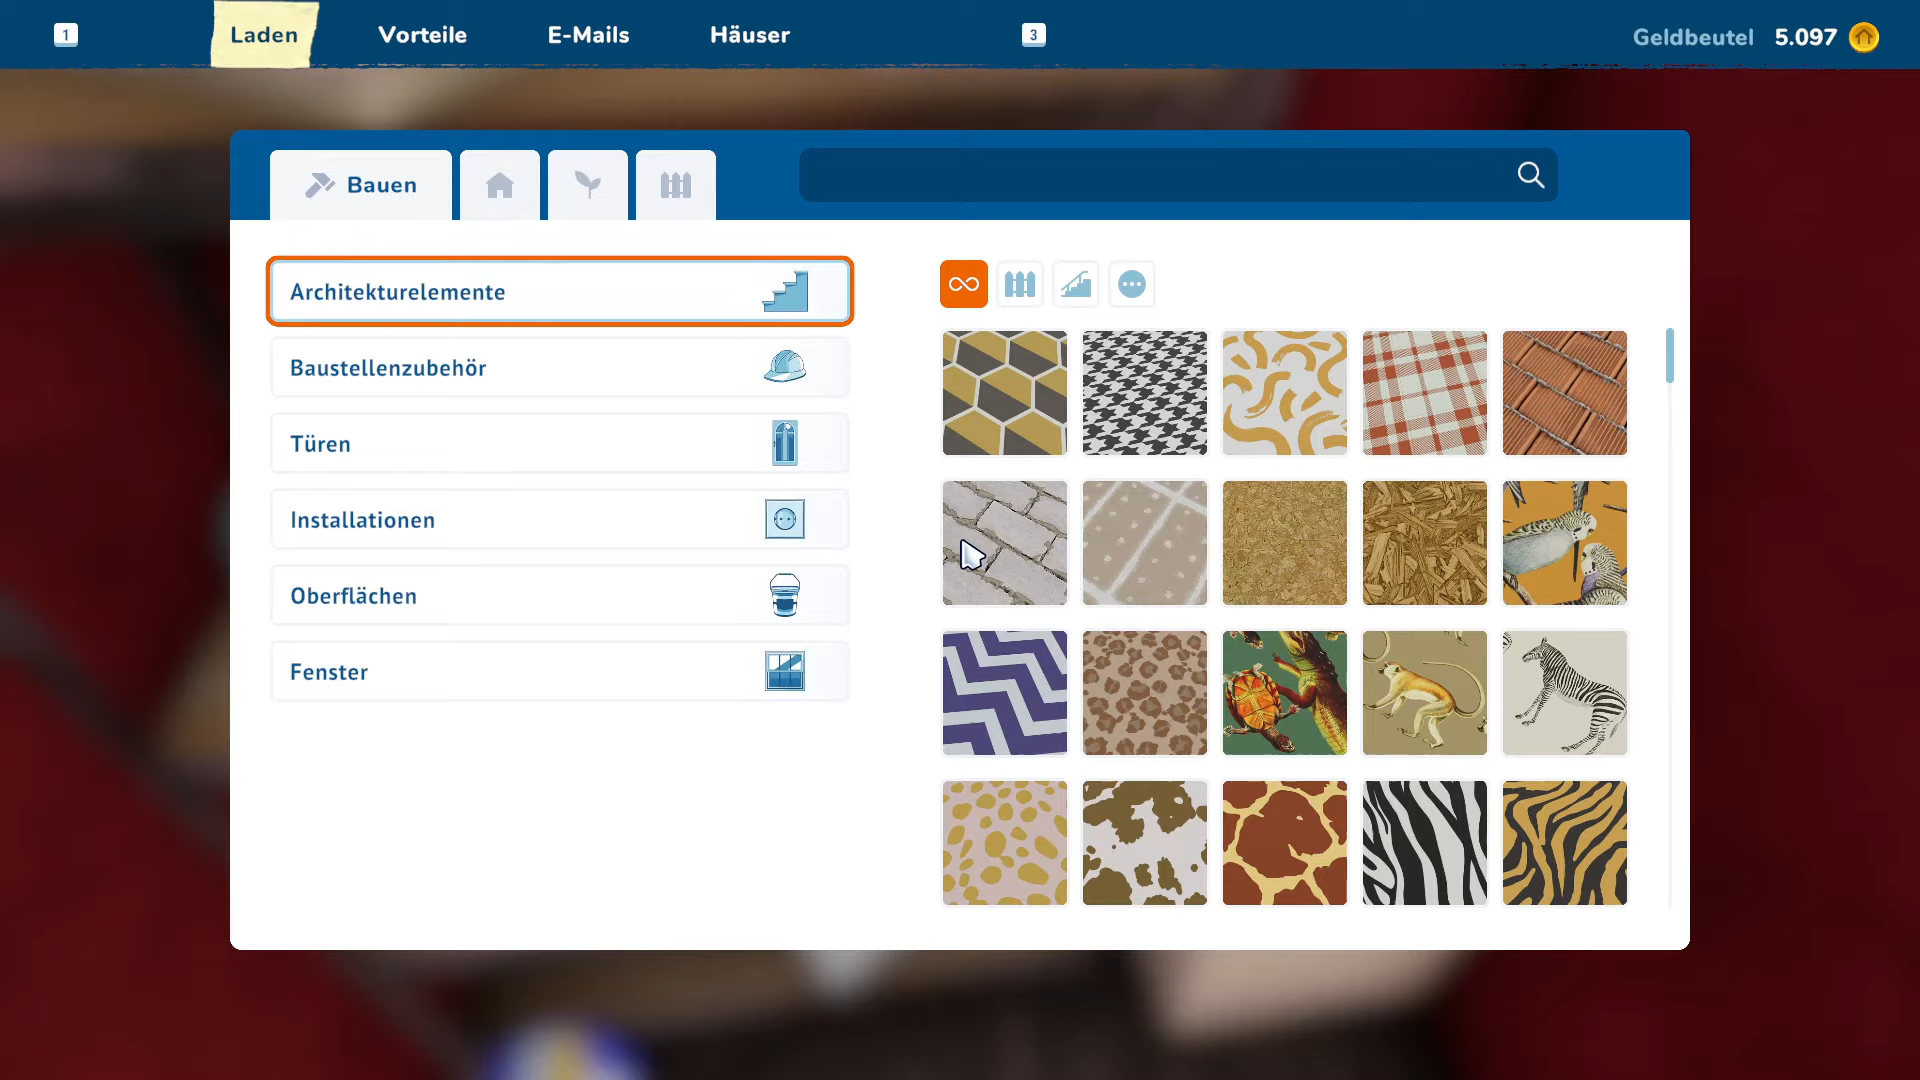 1
Laden
Vorteile
E-Mails
Häuser
3
Geldbeutel 5.097
Bauen
Architekturelemente
Baustellenzubehör
Türen
Installationen
Oberflächen
Fenster